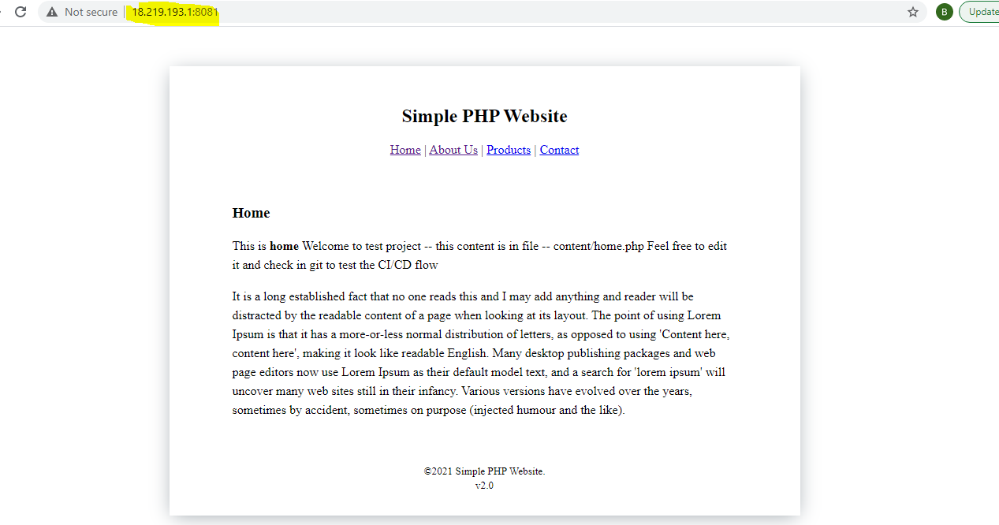 Not secure | 18.219.193.1:8081
B
Update
Simple PHP Website
Home | About Us | Products | Contact
Home
This is home Welcome to test project -- this content is in file -- content/home.php Feel free to edit
it and check in git to test the CI/CD flow
It is a long established fact that no one reads this and I may add anything and reader will be
distracted by the readable content of a page when looking at its layout. The point of using Lorem
Ipsum is that it has a more-or-less normal distribution of letters, as opposed to using 'Content here,
content here', making it look like readable English. Many desktop publishing packages and web
page editors now use Lorem Ipsum as their default model text, and a search for 'lorem ipsum' will
uncover many web sites still in their infancy. Various versions have evolved over the years,
sometimes by accident, sometimes on purpose (injected humour and the like).
©2021 Simple PHP Website.
v2.0